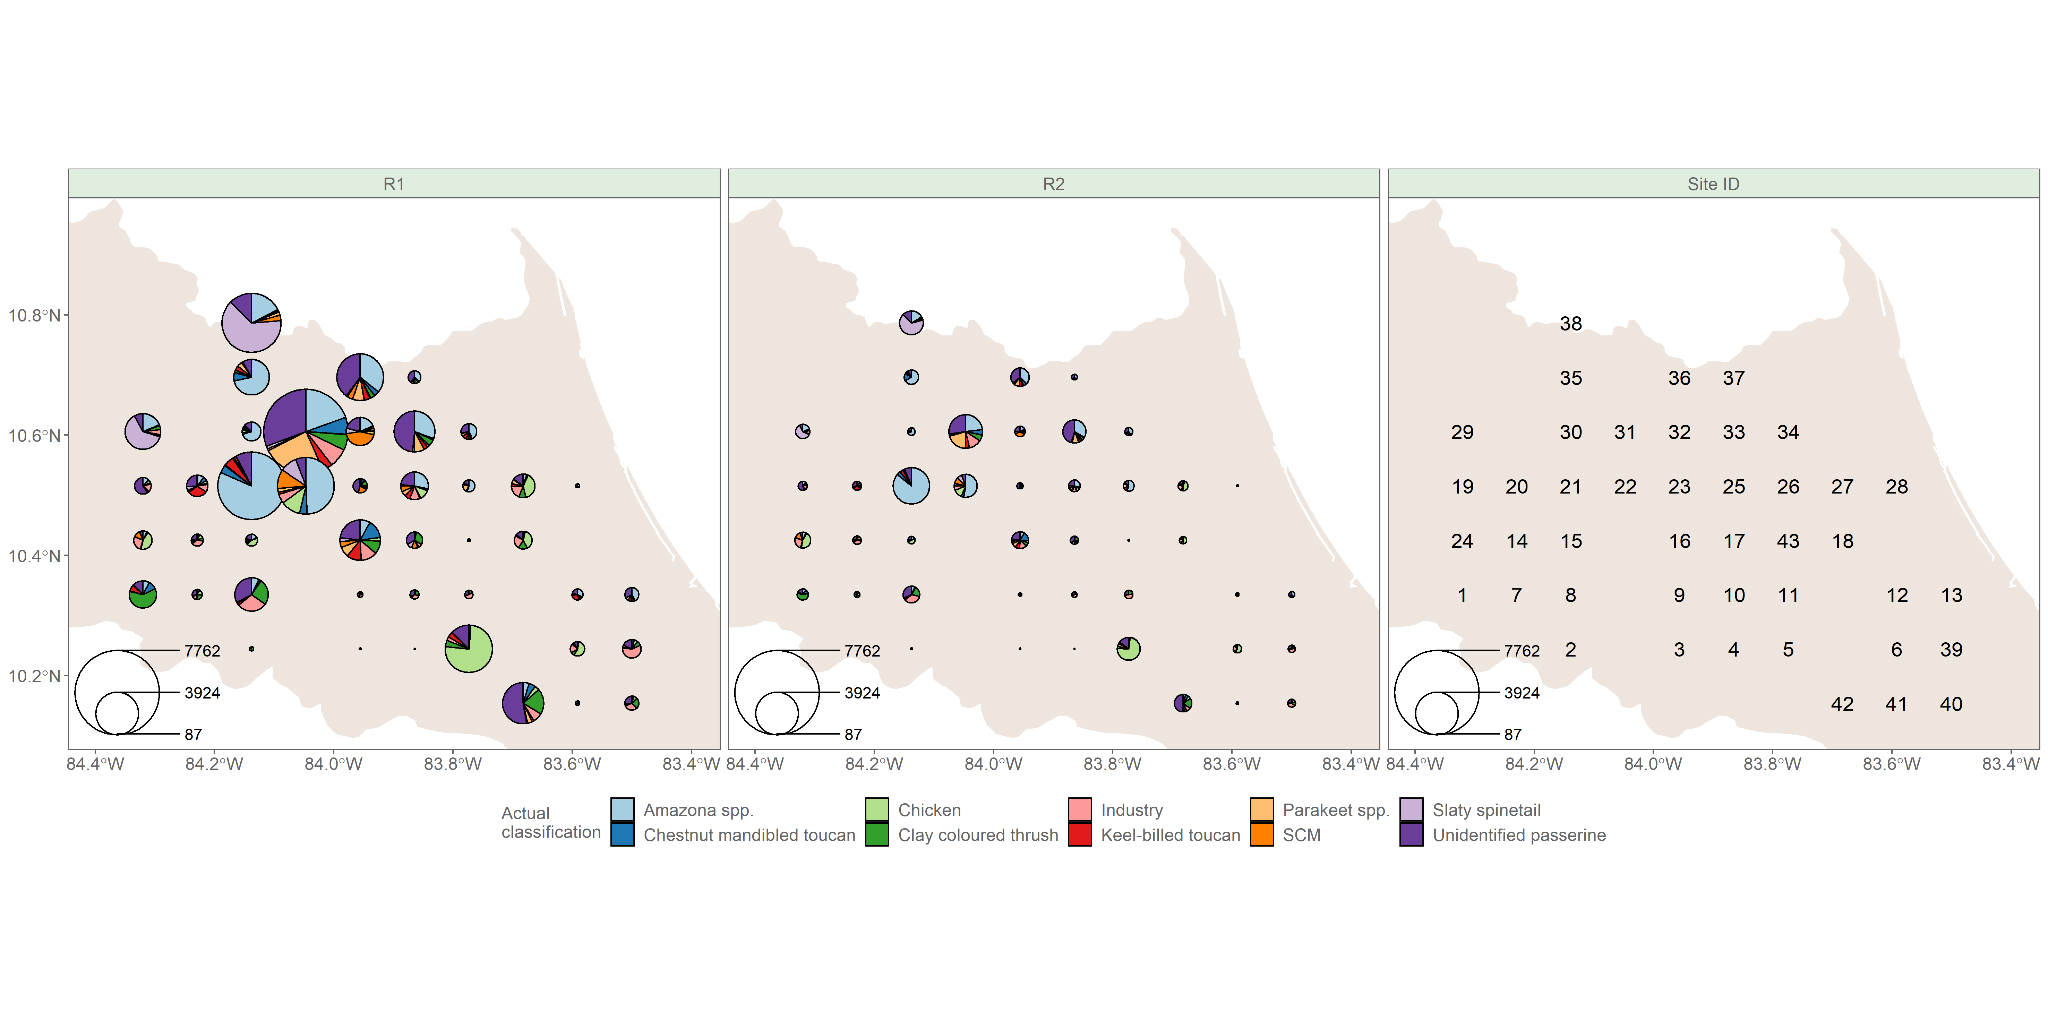 R1 R2 Site ID
10.8°N
10.6°N
10.4°N
10.2°N
7762
3924
87
7762
3924
87
38
35 36 37
29 30 31 32 33 34
19 20 21 22 23 25 26 27 28
24 14 15 16 17 43 18
1 7 8 9 10 11 12 13
2 3 4 5 6 39
42 41 40
7762
3924
87
84.4°W 84.2°W 84.0°W 83.8°W 83.6°W 83.4°W 84.4°W 84.2°W 84.0°W 83.8°W 83.6°W 83.4°W 84.4°W 84.2°W 84.0°W 83.8°W 83.6°W 83.4°W
Actual
classification
Amazona spp. Chicken Industry Parakeet spp. Slaty spinetail
Chestnut mandibled toucan Clay coloured thrush Keel-billed toucan SCM Unidentified passerine